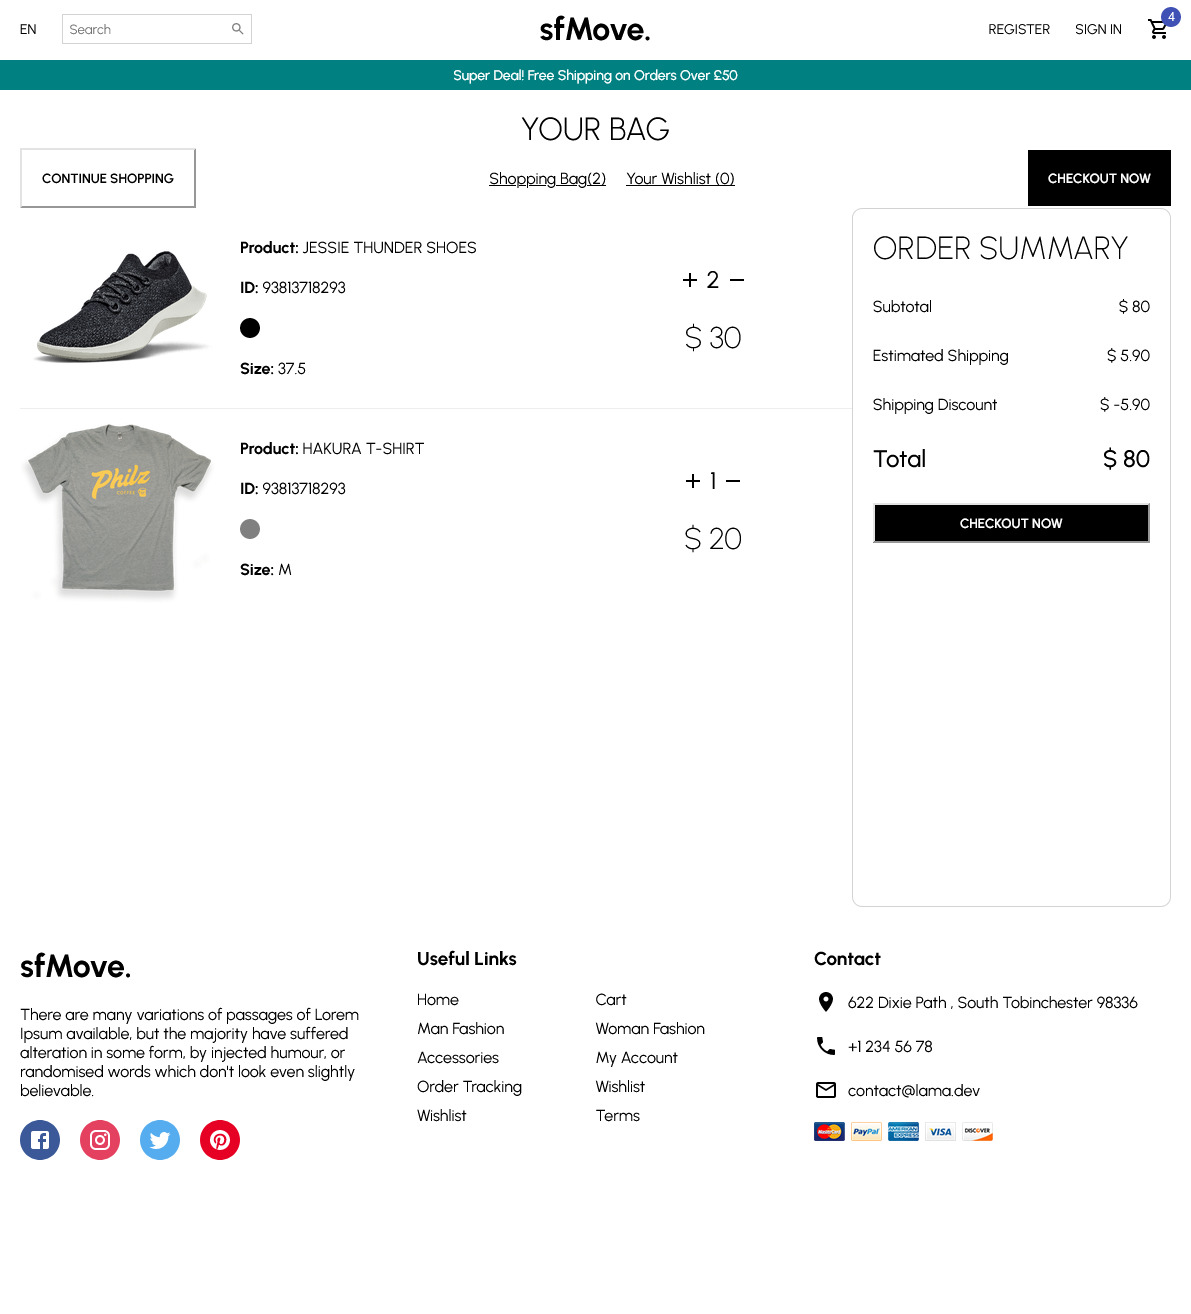 EN
Search
sfMove.
REGISTER
SIGN IN
4
Super Deal! Free Shipping on Orders Over £50
YOUR BAG
CONTINUE SHOPPING
Shopping Bag(2)
Your Wishlist (0)
CHECKOUT NOW
Product: JESSIE THUNDER SHOES
ID: 93813718293
Size: 37.5
2
$ 30
Philz
COFFEE
Product: HAKURA T-SHIRT
ID: 93813718293
Size: M
1
$ 20
ORDER SUMMARY
Subtotal $ 80
Estimated Shipping $ 5.90
Shipping Discount $ -5.90
Total $ 80
CHECKOUT NOW
sfMove.
There are many variations of passages of Lorem
Ipsum available, but the majority have suffered
alteration in some form, by injected humour, or
randomised words which don't look even slightly
believable.
Useful Links
Home
Cart
Man Fashion
Woman Fashion
Accessories
My Account
Order Tracking
Wishlist
Wishlist
Terms
Contact
622 Dixie Path , South Tobinchester 98336
+1 234 56 78
contact@lama.dev
MasterCard
PayPal
AMERICAN
EXPRESS
VISA
DISCOVER